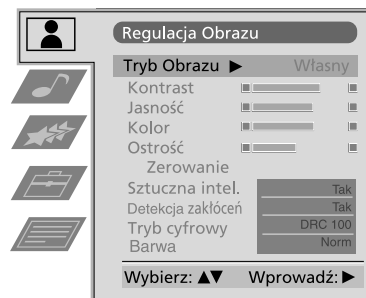 Regulacja Obrazu
Tryb Obrazu ▶ Własny
Kontrast
Jasność
Kolor
Ostrość
Zerowanie
Sztuczna intel. Tak
Detekcja zakłóceń Tak
Tryb cyfrowy DRC 100
Barwa Norm
Wybierz: ▲▼ Wprowadź: ▶